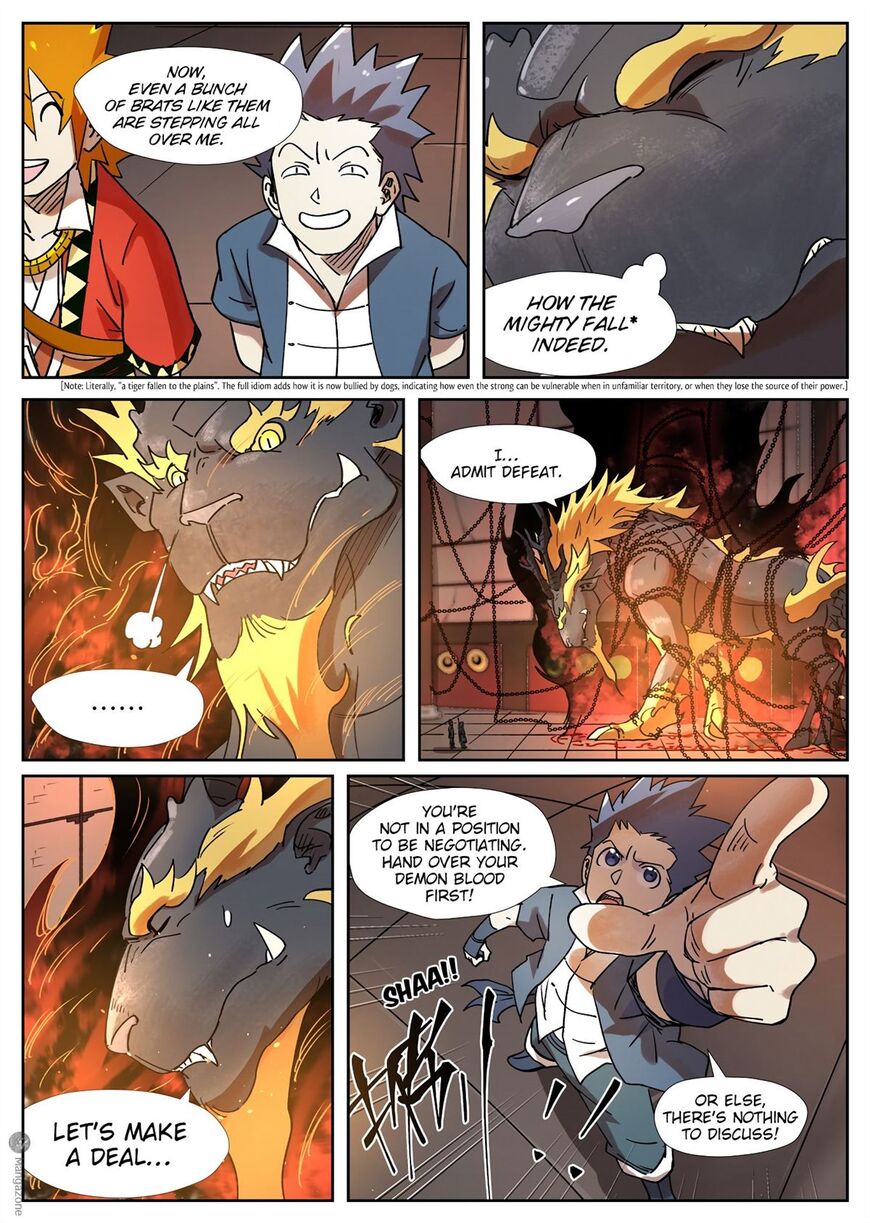 NOW,
EVEN A BUNCH
OF BRATS LIKE THEM
ARE STEPPING ALL
OVER ME.
HOW THE
MIGHTY FALL*
INDEED.
[Note: Literally, "a tiger fallen to the plains". The full idiom adds how it is now bullied by dogs, indicating how even the strong can be vulnerable when in unfamiliar territory, or when they lose the source of their power.]
......
I...
ADMIT DEFEAT.
LET'S MAKE
A DEAL...
YOU'RE
NOT IN A POSITION
TO BE NEGOTIATING.
HAND OVER YOUR
DEMON BLOOD
FIRST!
SHAA!!
OR ELSE,
THERE'S NOTHING
TO DISCUSS!
Mangazone